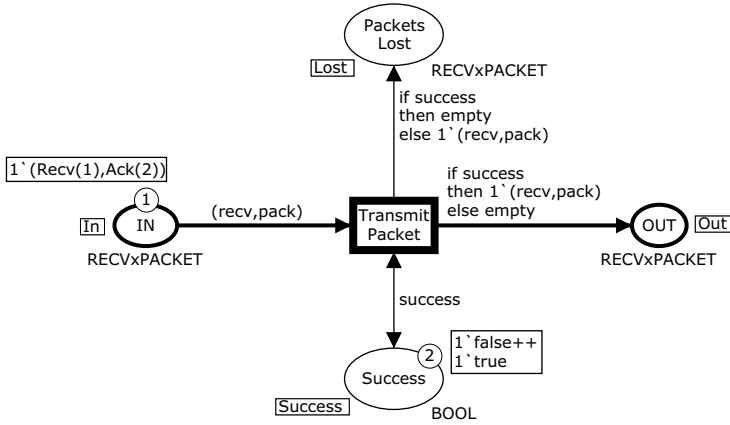 Packets
Lost
Lost
RECVxPACKET
if success
then empty
else 1`(recv,pack)
1`(Recv(1),Ack(2))
1
In
IN
RECVxPACKET
(recv,pack)
Transmit
Packet
if success
then 1`(recv,pack)
else empty
OUT
Out
RECVxPACKET
success
2
1`false++
1`true
Success
Success
BOOL